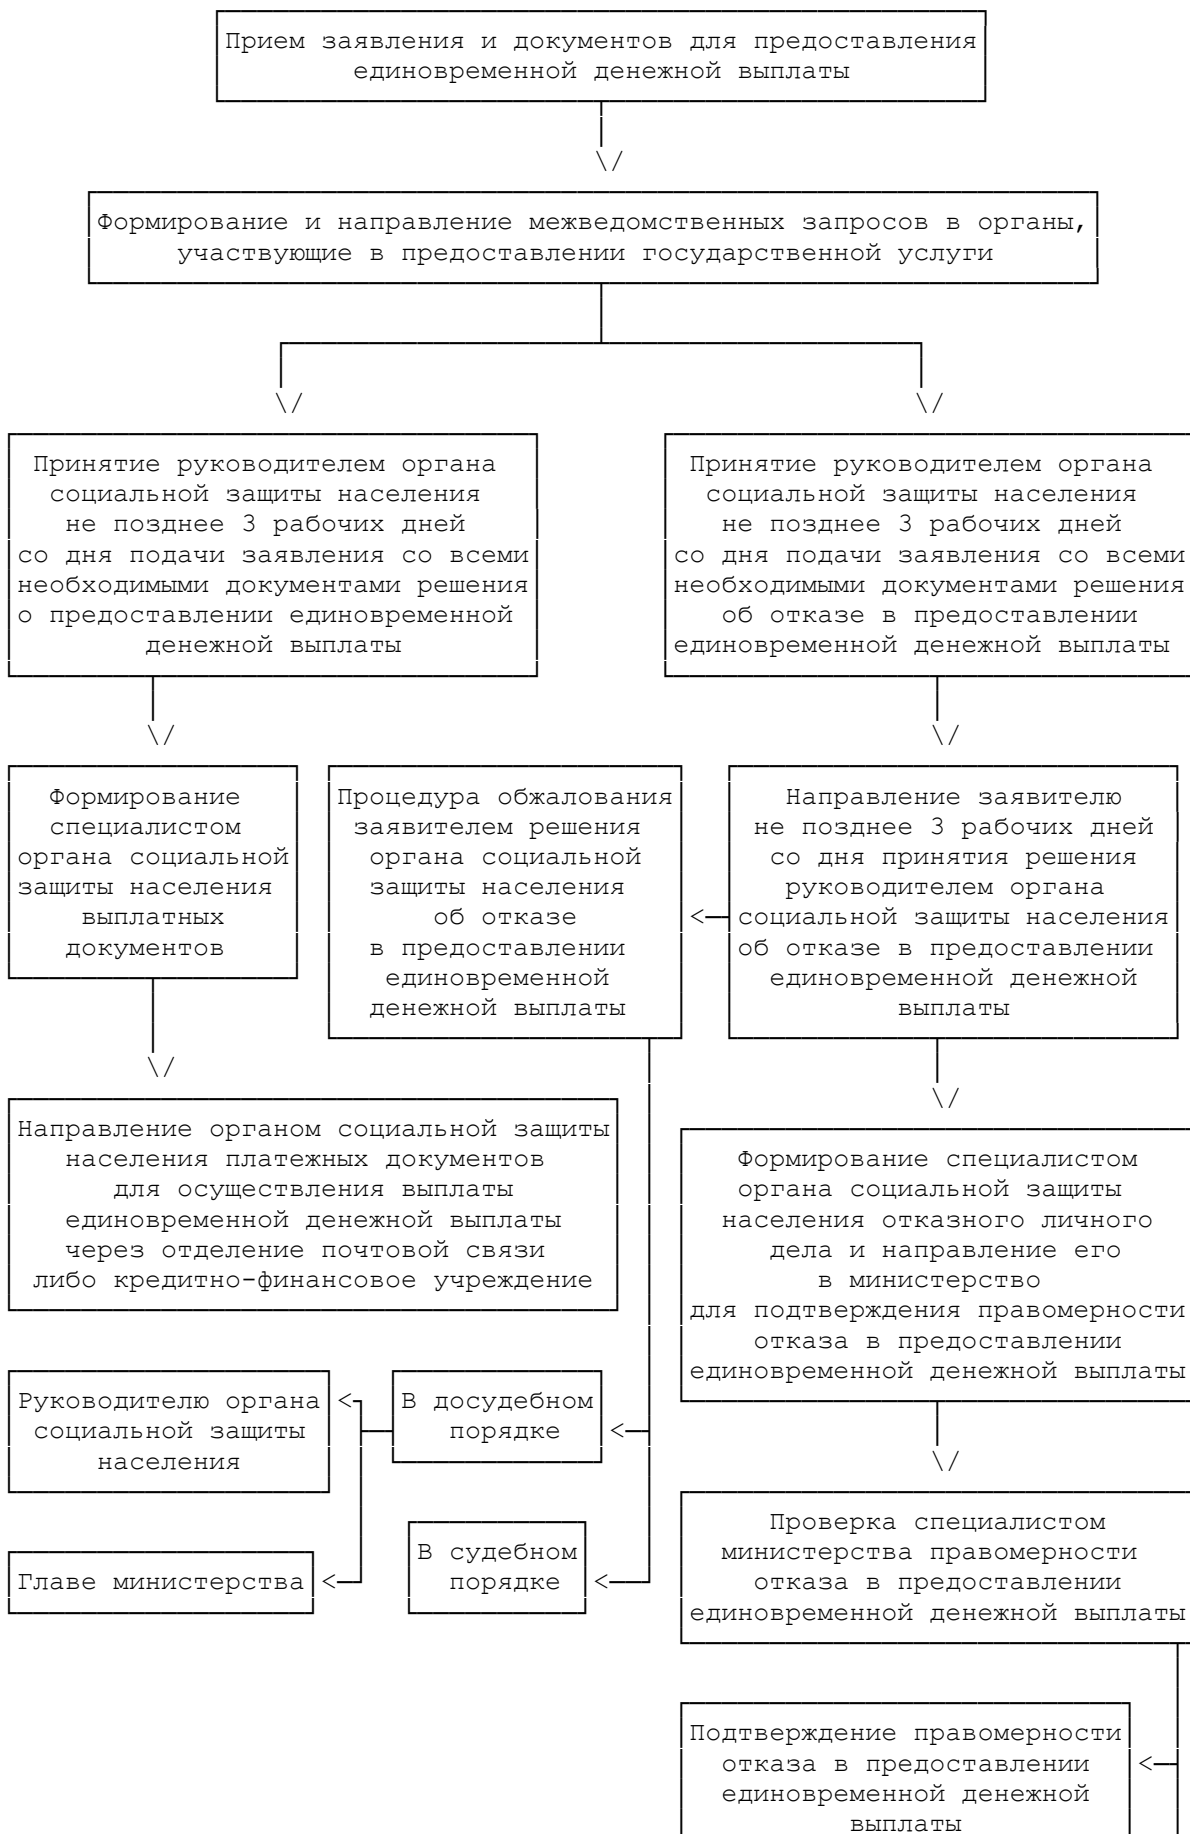 Прием заявления и документов для предоставления
единовременной денежной выплаты
Формирование и направление межведомственных запросов в органы,
участвующие в предоставлении государственной услуги
Принятие руководителем органа
социальной защиты населения
не позднее 3 рабочих дней
со дня подачи заявления со всеми
необходимыми документами решения
о предоставлении единовременной
денежной выплаты
Принятие руководителем органа
социальной защиты населения
не позднее 3 рабочих дней
со дня подачи заявления со всеми
необходимыми документами решения
об отказе в предоставлении
единовременной денежной выплаты
Формирование
специалистом
органа социальной
защиты населения
выплатных
документов
Процедура обжалования
заявителем решения
органа социальной
защиты населения
об отказе
в предоставлении
единовременной
денежной выплаты
Направление заявителю
не позднее 3 рабочих дней
со дня принятия решения
руководителем органа
социальной защиты населения
об отказе в предоставлении
единовременной денежной
выплаты
Направление органом социальной защиты
населения платежных документов
для осуществления выплаты
единовременной денежной выплаты
через отделение почтовой связи
либо кредитно-финансовое учреждение
Формирование специалистом
органа социальной защиты
населения отказного личного
дела и направление его
в министерство
для подтверждения правомерности
отказа в предоставлении
единовременной денежной выплаты
Руководителю органа
социальной защиты
населения
В досудебном
порядке
Главе министерства
В судебном
порядке
Проверка специалистом
министерства правомерности
отказа в предоставлении
единовременной денежной выплаты
Подтверждение правомерности
отказа в предоставлении
единовременной денежной
выплаты